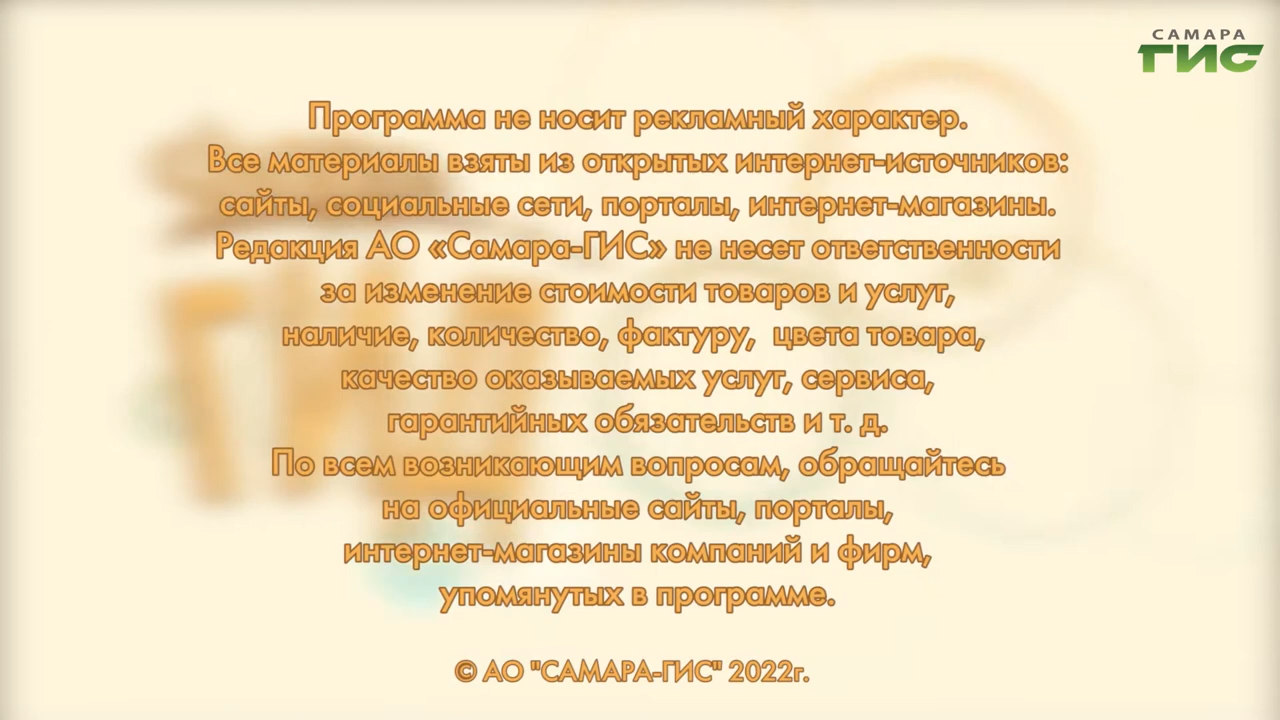 САМАРА
ГИС
Программа не носит рекламный характер.
Все материалы взяты из открытых интернет-источников:
сайты, социальные сети, порталы, интернет-магазины.
Редакция АО «Самара-ГИС» не несет ответственности
за изменение стоимости товаров и услуг,
наличие, количество, фактуру, цвета товара,
качество оказываемых услуг, сервиса,
гарантийных обязательств и т. д.
По всем возникающим вопросам, обращайтесь
на официальные сайты, порталы,
интернет-магазины компаний и фирм,
упомянутых в программе.
© АО "САМАРА-ГИС" 2022г.